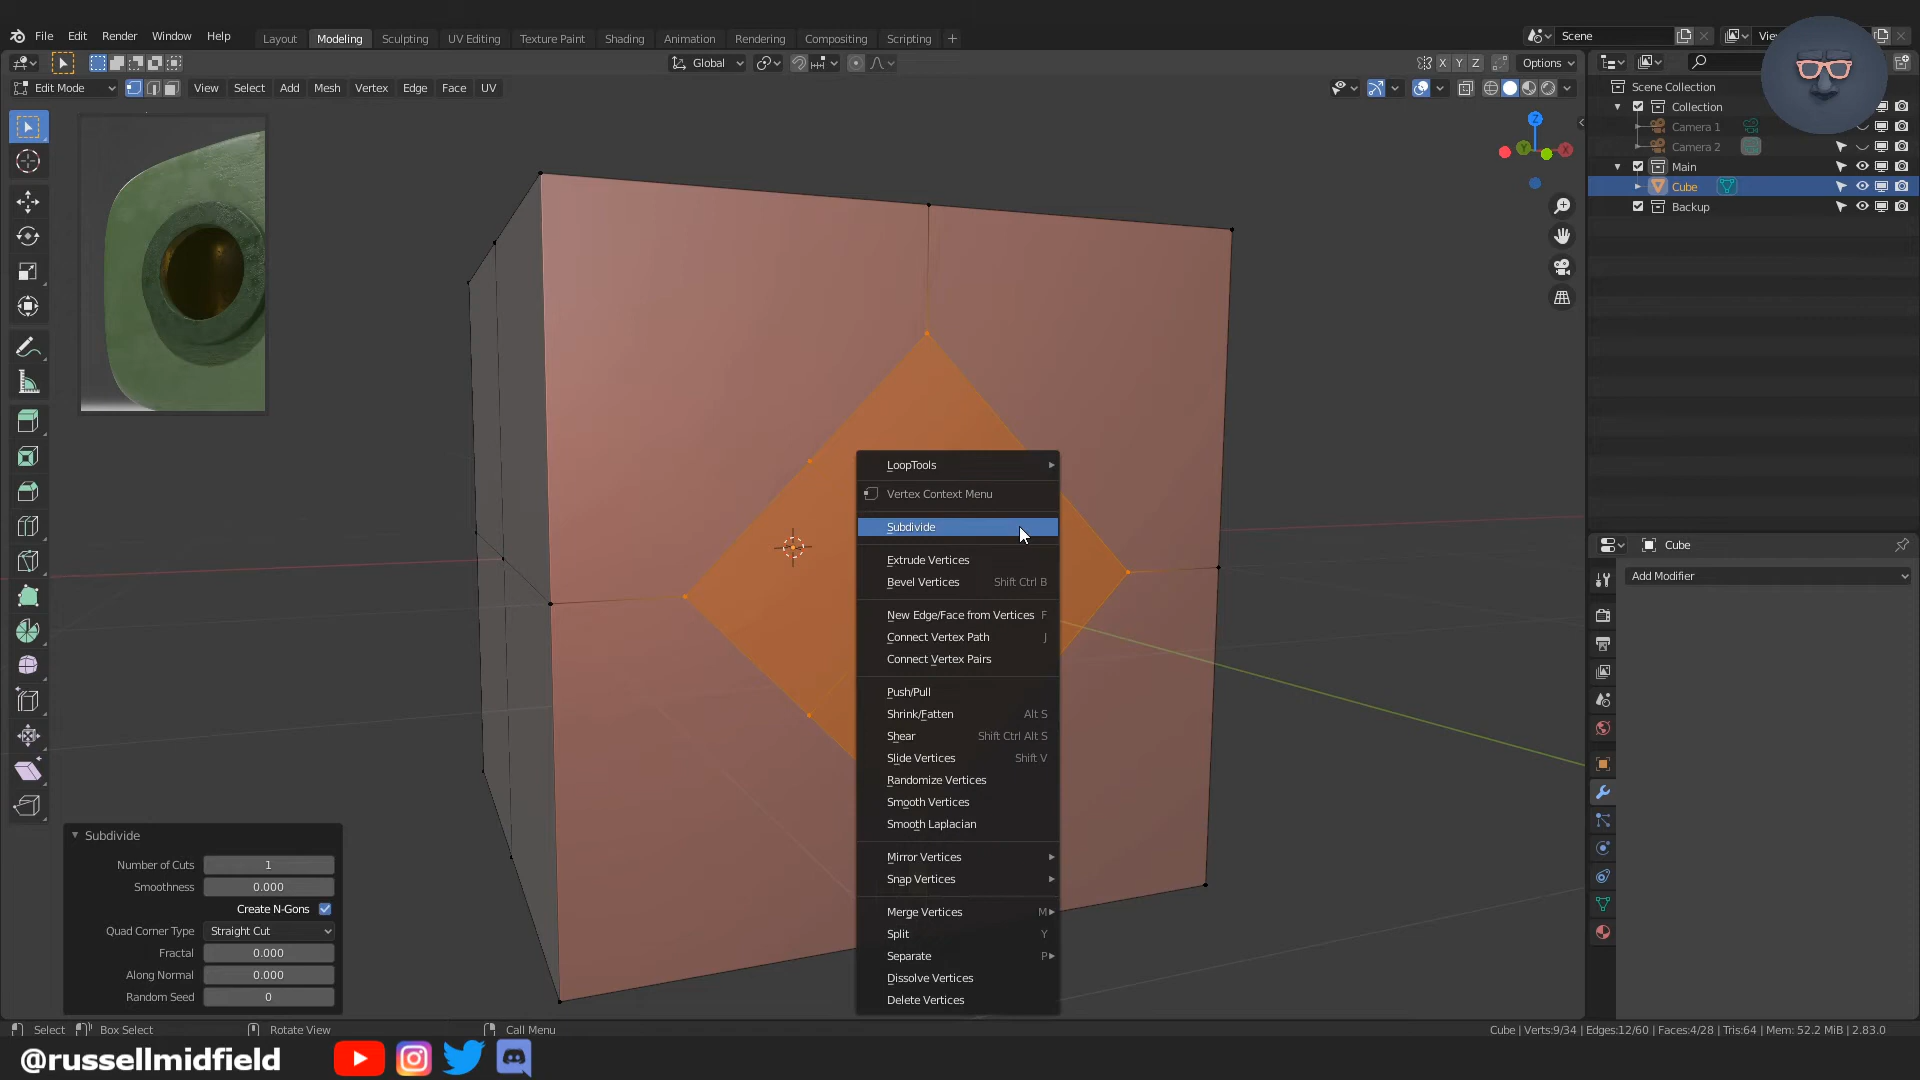 File Edit Render Window Help
Layout Modeling Sculpting UV Editing Texture Paint Shading Animation Rendering Compositing Scripting +
Scene
Edit Mode View Select Add Mesh Vertex Edge Face UV
Global
X Y Z Options
Scene Collection
Collection
Camera 1
Camera 2
Main
Cube
Backup
Z
Y
X
LoopTools
Vertex Context Menu
Subdivide
Extrude Vertices
Bevel Vertices Shift Ctrl B
New Edge/Face from Vertices F
Connect Vertex Path J
Connect Vertex Pairs
Push/Pull
Shrink/Fatten Alt S
Shear Shift Ctrl Alt S
Slide Vertices Shift V
Randomize Vertices
Smooth Vertices
Smooth Laplacian
Mirror Vertices
Snap Vertices
Merge Vertices M
Split Y
Separate P
Dissolve Vertices
Delete Vertices
Cube
Add Modifier
Subdivide
Number of Cuts 1
Smoothness 0.000
Create N-Gons
Quad Corner Type Straight Cut
Fractal 0.000
Along Normal 0.000
Random Seed 0
Select Box Select Rotate View Call Menu
Cube | Verts:9/34 | Edges:12/60 | Faces:4/28 | Tris:64 | Mem: 52.2 MiB | 2.83.0
@russellmidfield